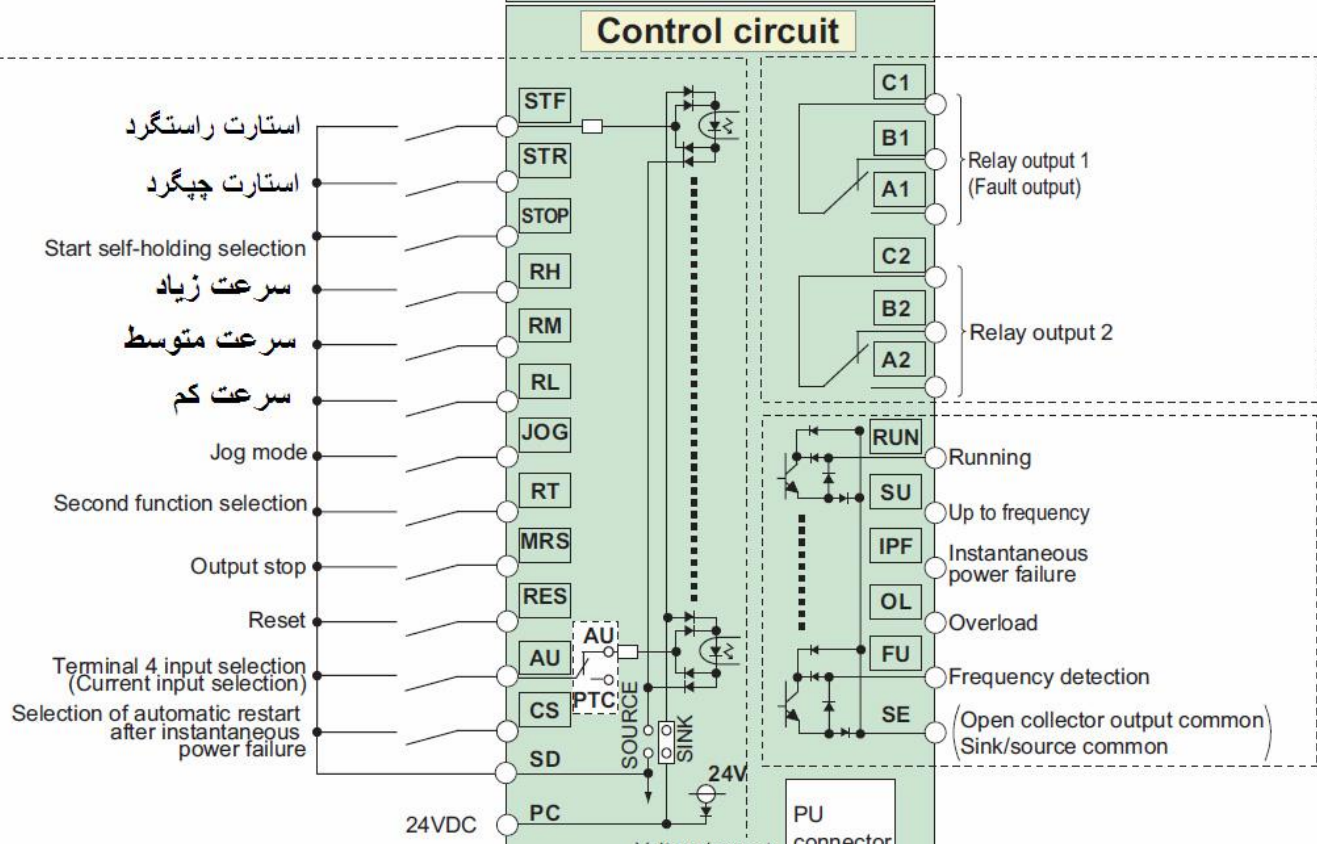 Control circuit
استارت راستگرد
استارت چپگرد
Start self-holding selection
سرعت زیاد
سرعت متوسط
سرعت کم
Jog mode
Second function selection
Output stop
Reset
Terminal 4 input selection
(Current input selection)
Selection of automatic restart
after instantaneous
power failure
24VDC
STF
STR
STOP
RH
RM
RL
JOG
RT
MRS
RES
AU
CS
SD
PC
AU
PTC
SOURCE
SINK
24V
C1
B1
A1
Relay output 1
(Fault output)
C2
B2
A2
Relay output 2
RUN
Running
SU
Up to frequency
IPF
Instantaneous
power failure
OL
Overload
FU
Frequency detection
SE
(Open collector output common)
Sink/source common
PU
connector